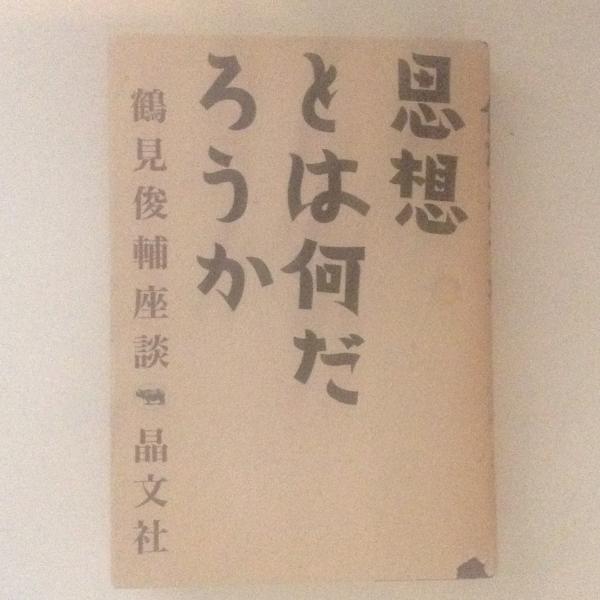 思想
とは何だ
ろうか
鶴見俊輔座談 晶文社